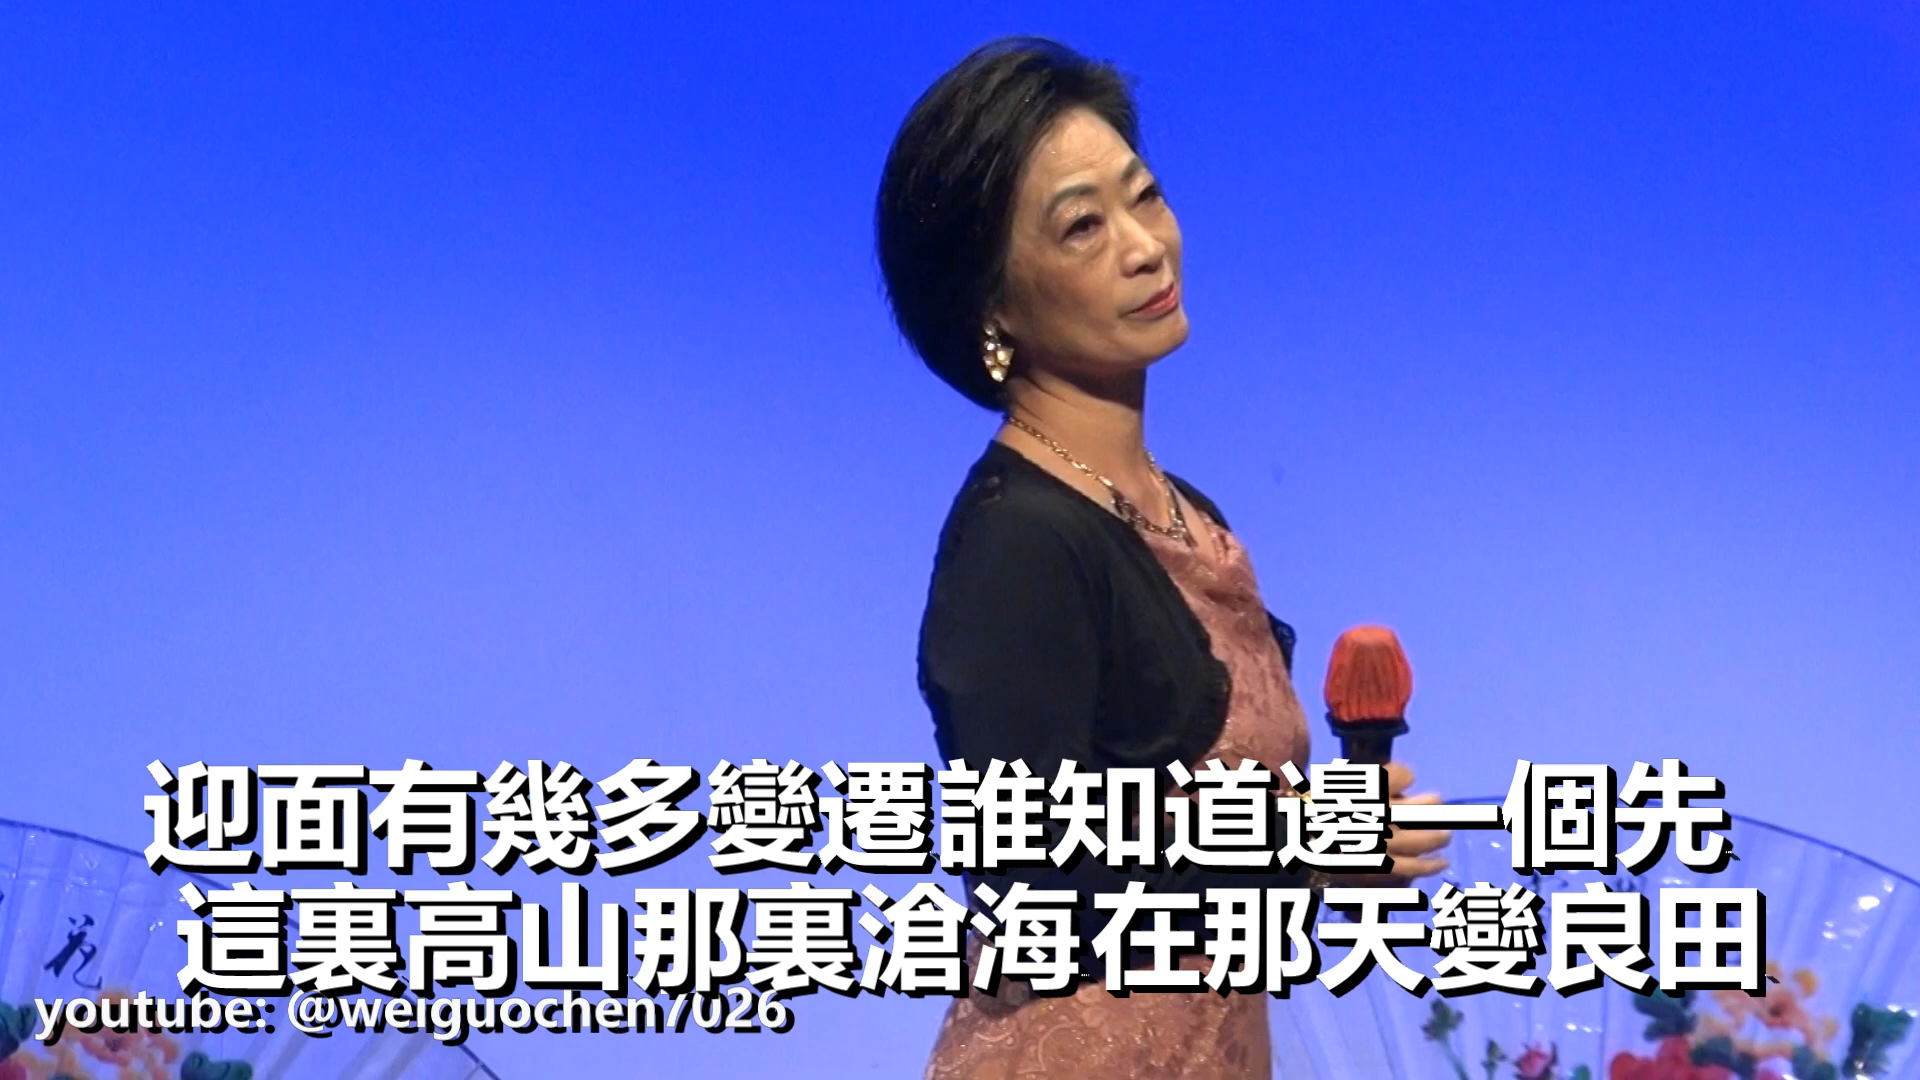 迎面有幾多變遷誰知道邊一個先
這裏高山那裏滄海在那天變良田
youtube: @weiguochen7026
花